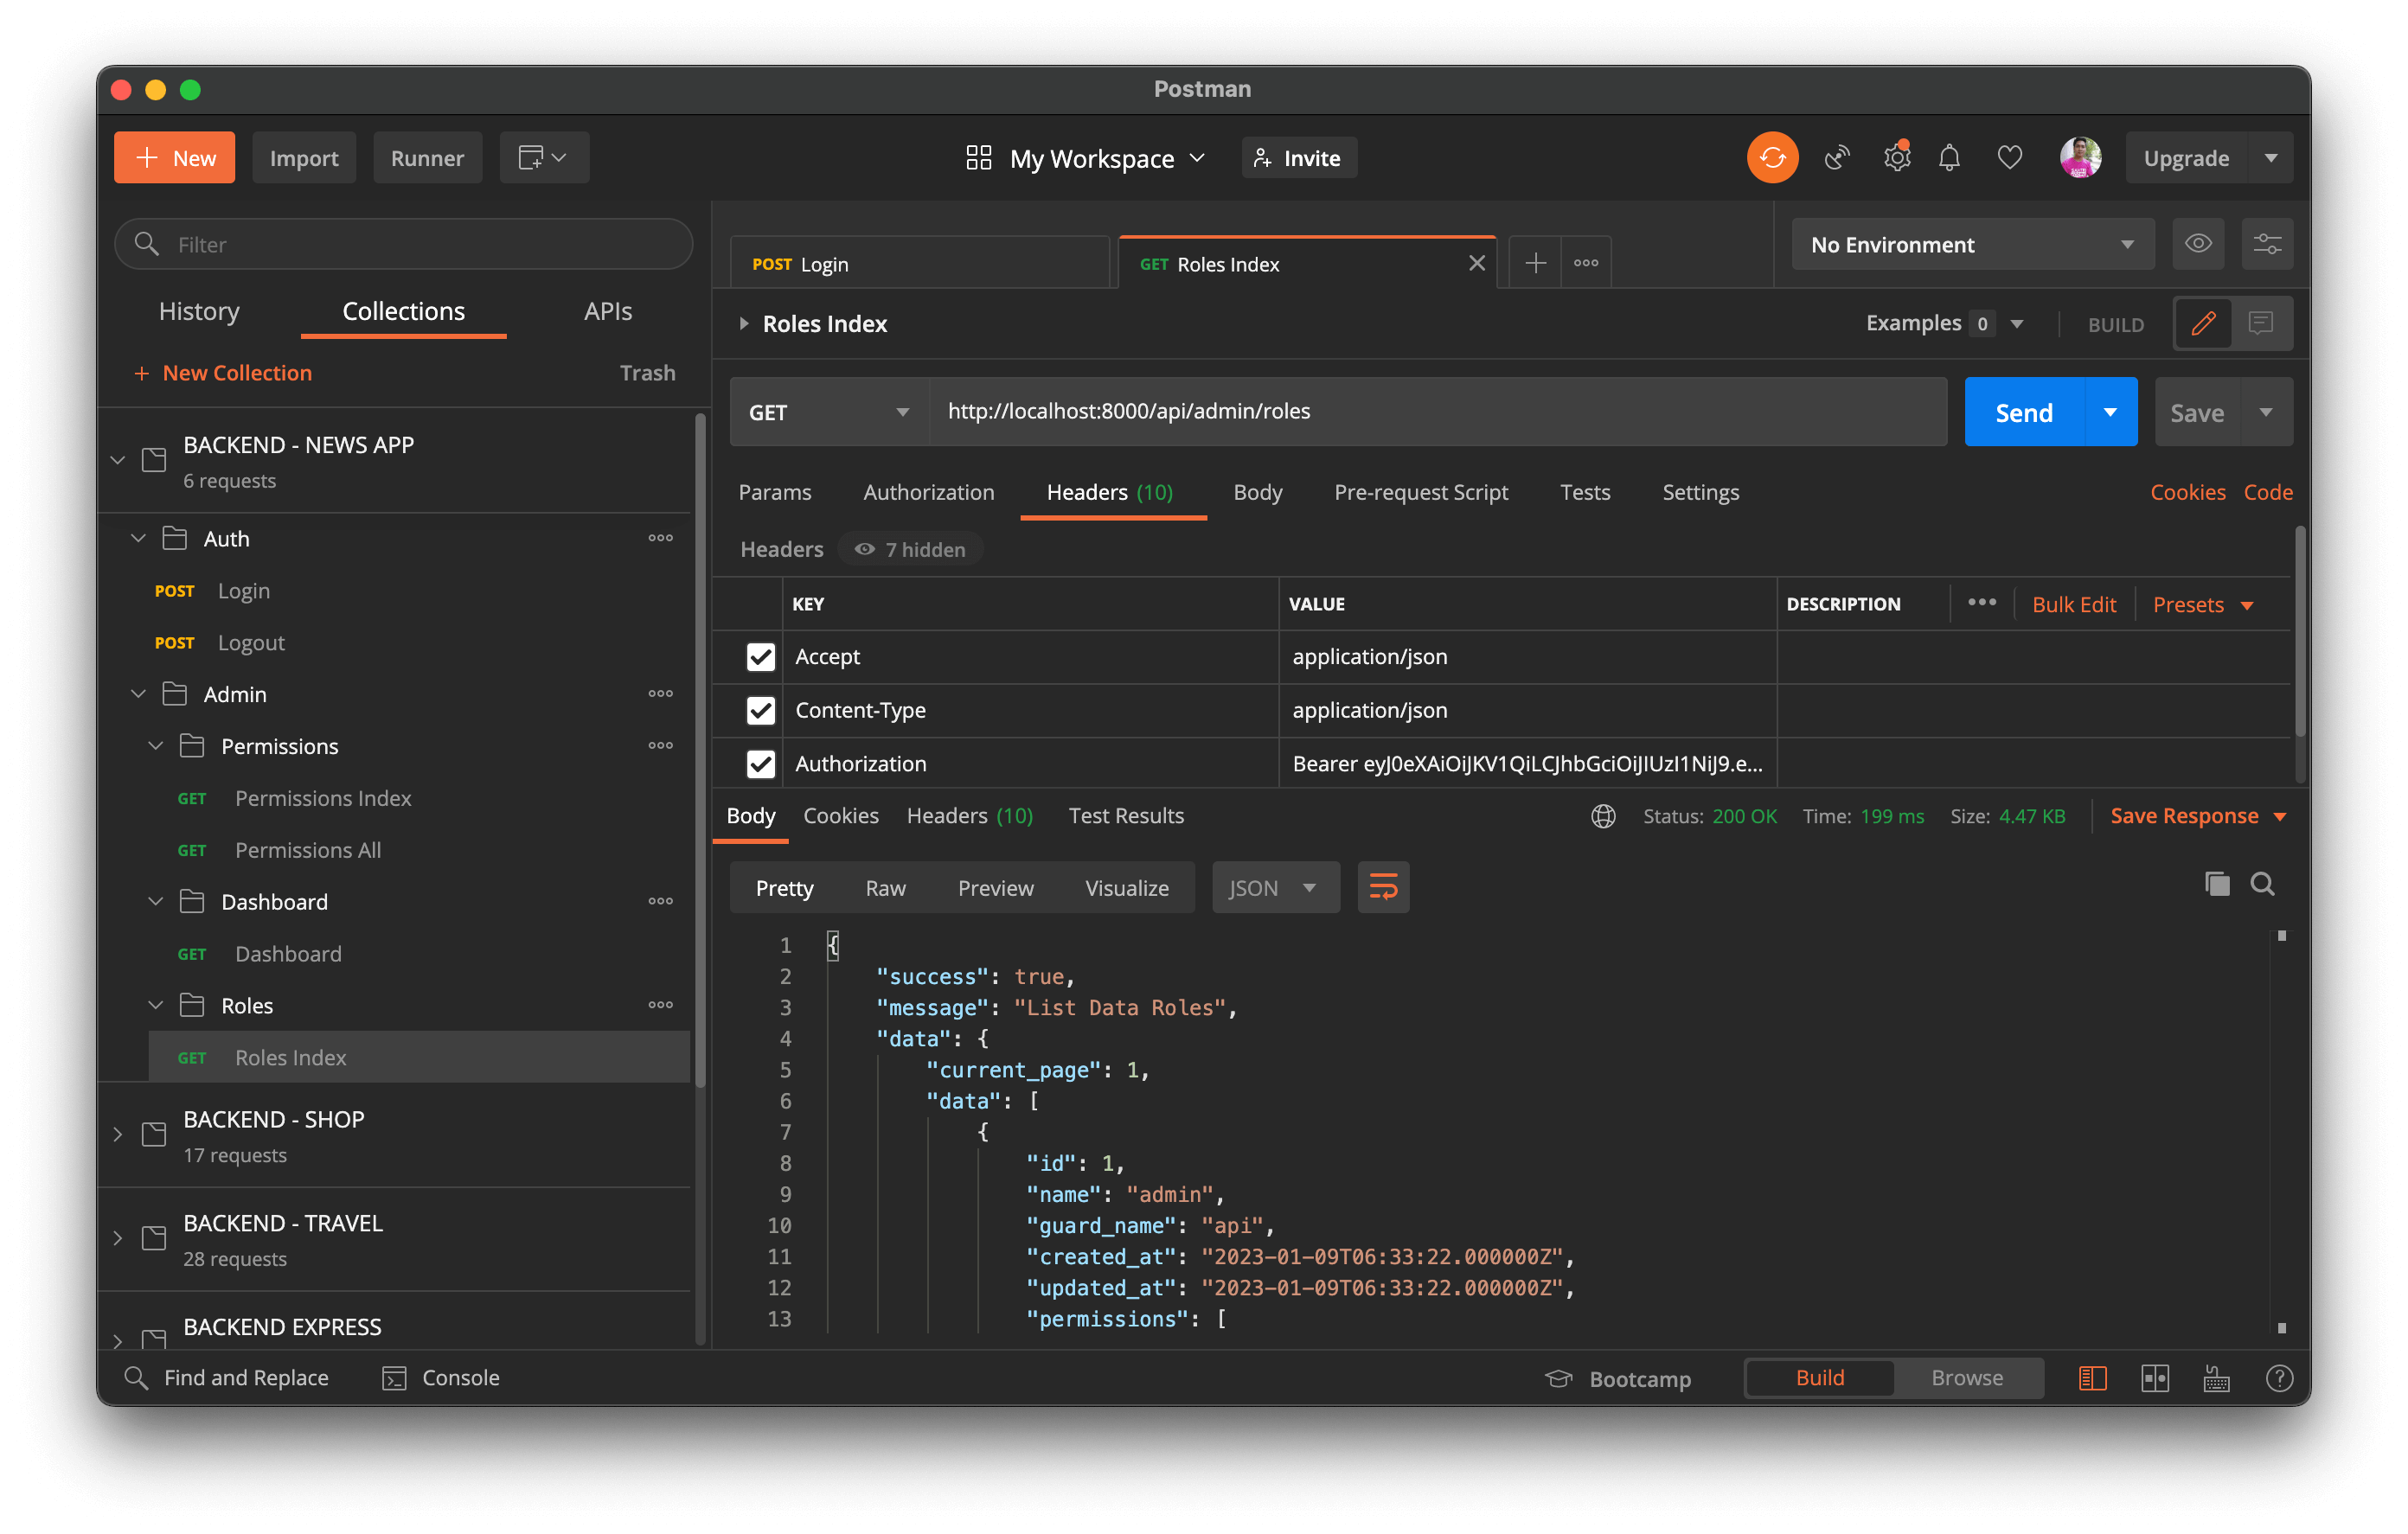 Postman
New Import Runner My Workspace Invite Upgrade
Filter
History Collections APIs
New Collection Trash
BACKEND - NEWS APP
6 requests
Auth
POST Login
POST Logout
Admin
Permissions
GET Permissions Index
GET Permissions All
Dashboard
GET Dashboard
Roles
GET Roles Index
BACKEND - SHOP
17 requests
BACKEND - TRAVEL
28 requests
BACKEND EXPRESS
POST Login GET Roles Index No Environment
Roles Index Examples 0 BUILD
GET http://localhost:8000/api/admin/roles Send Save
Params Authorization Headers (10) Body Pre-request Script Tests Settings Cookies Code
Headers 7 hidden
KEY VALUE DESCRIPTION Bulk Edit Presets
Accept application/json
Content-Type application/json
Authorization Bearer eyJ0eXAiOiJKV1QiLCJhbGciOiJIUzI1NiJ9.e...
Body Cookies Headers (10) Test Results Status: 200 OK Time: 199 ms Size: 4.47 KB Save Response
Pretty Raw Preview Visualize JSON
1 {
2 "success": true,
3 "message": "List Data Roles",
4 "data": {
5 "current_page": 1,
6 "data": [
7 {
8 "id": 1,
9 "name": "admin",
10 "guard_name": "api",
11 "created_at": "2023-01-09T06:33:22.000000Z",
12 "updated_at": "2023-01-09T06:33:22.000000Z",
13 "permissions": [
Find and Replace Console Bootcamp Build Browse